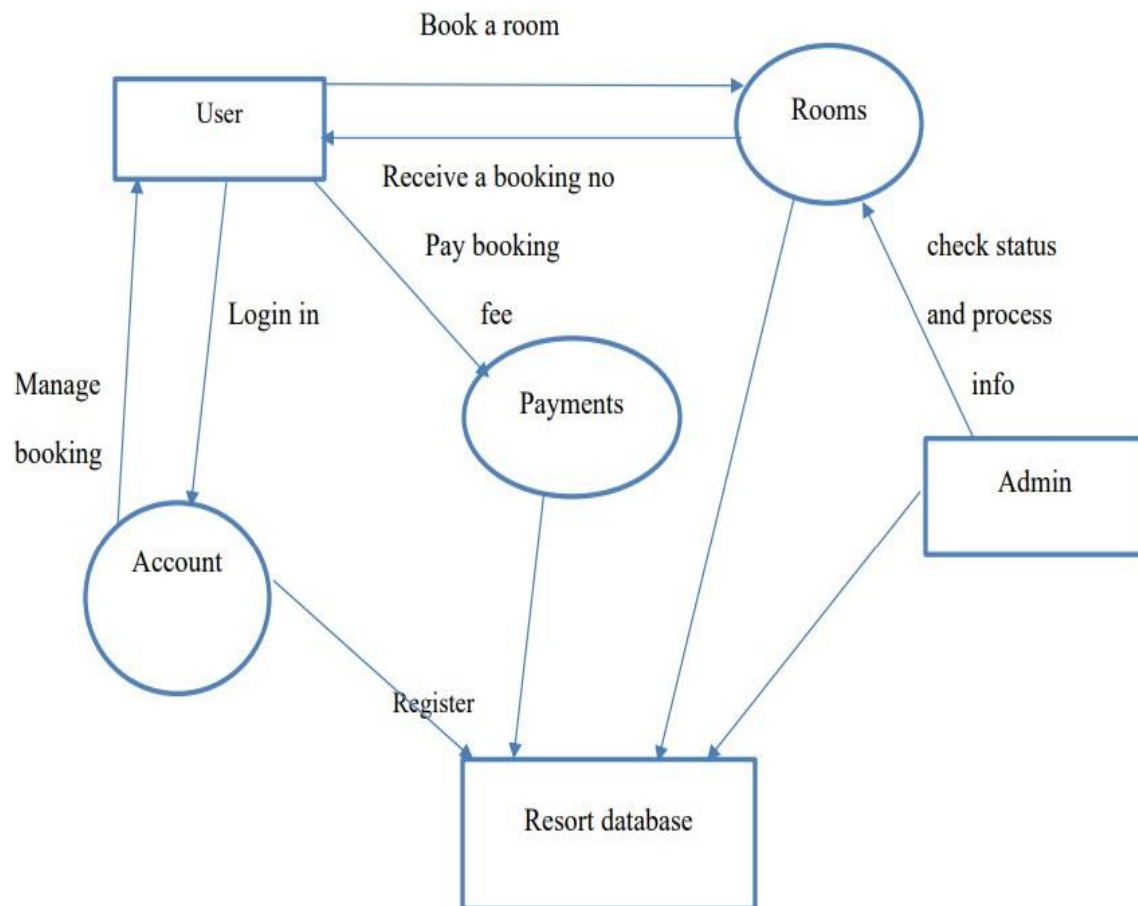 Book a room
User
Rooms
Receive a booking no
Pay booking
fee
check status
and process
info
Login in
Manage
booking
Payments
Admin
Account
Register
Resort database